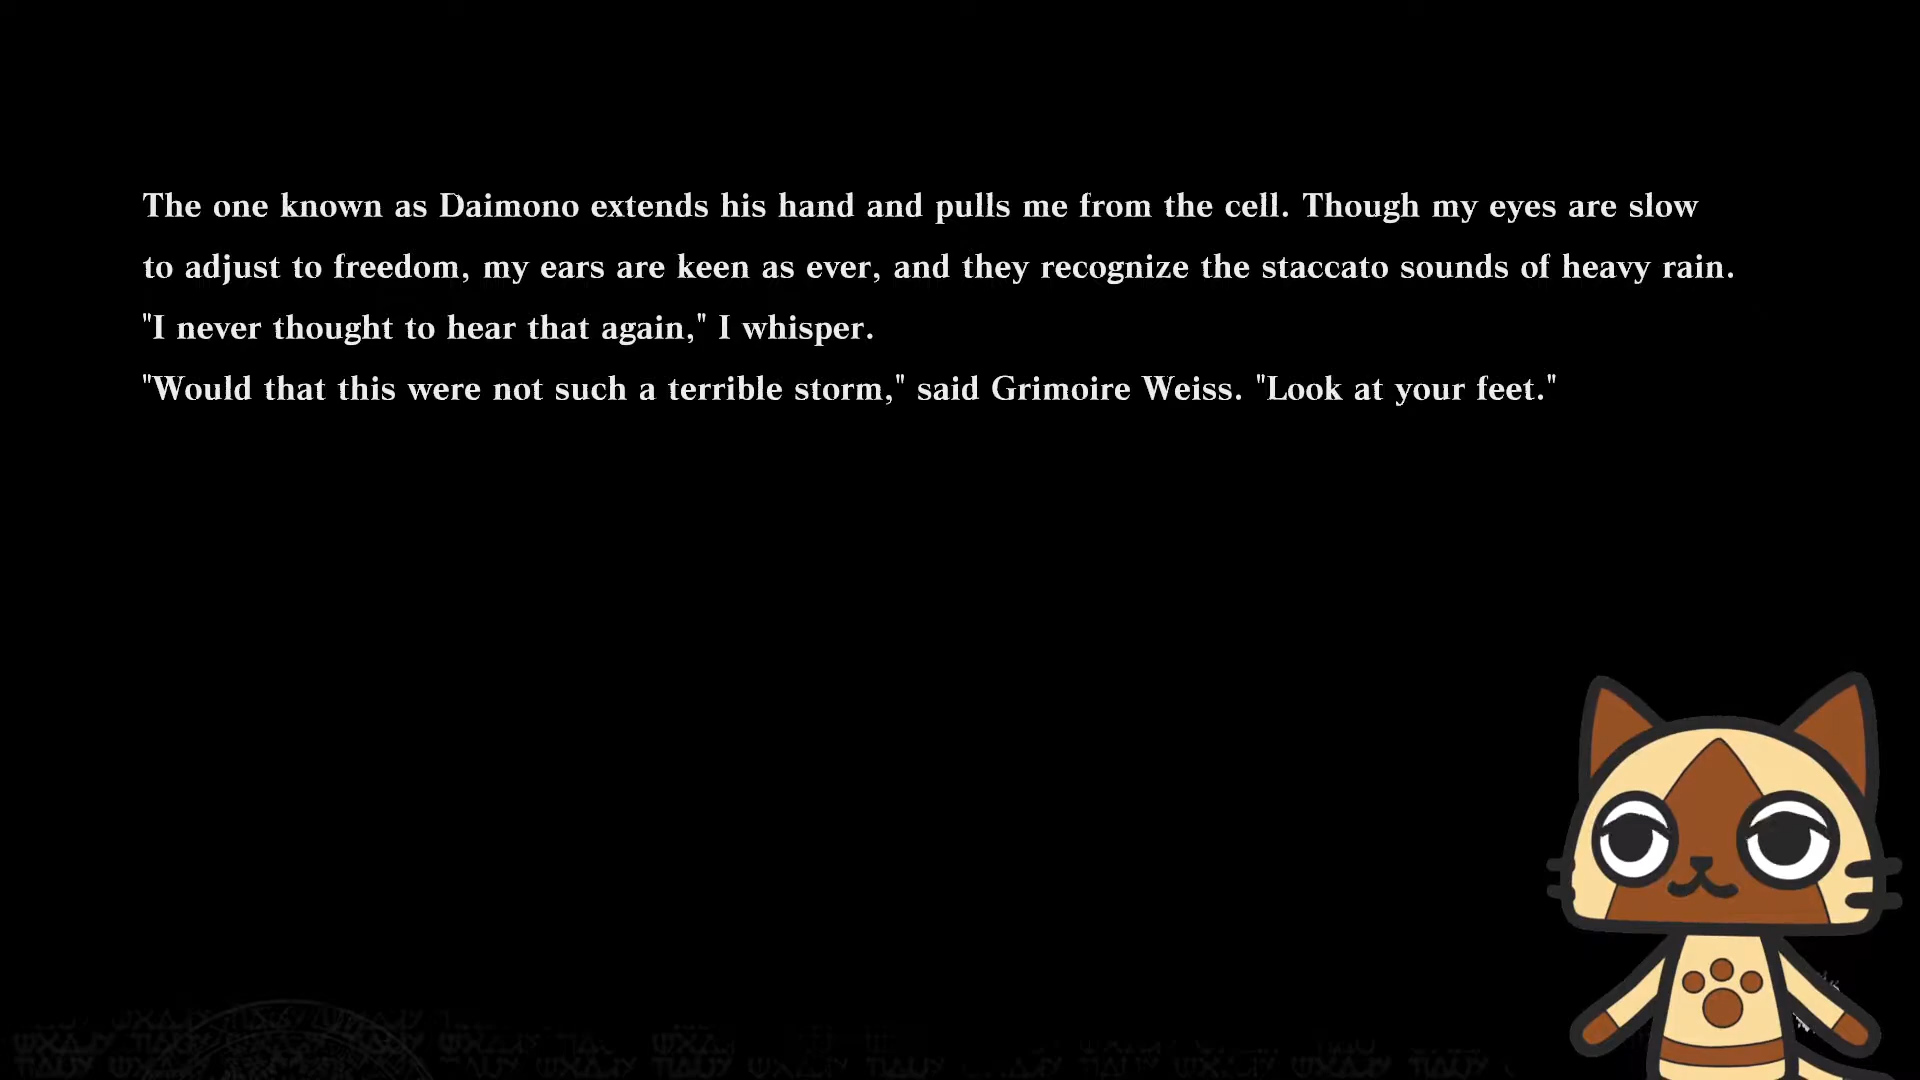 The one known as Daimono extends his hand and pulls me from the cell. Though my eyes are slow
to adjust to freedom, my ears are keen as ever, and they recognize the staccato sounds of heavy rain.
"I never thought to hear that again," I whisper.
"Would that this were not such a terrible storm," said Grimoire Weiss. "Look at your feet."